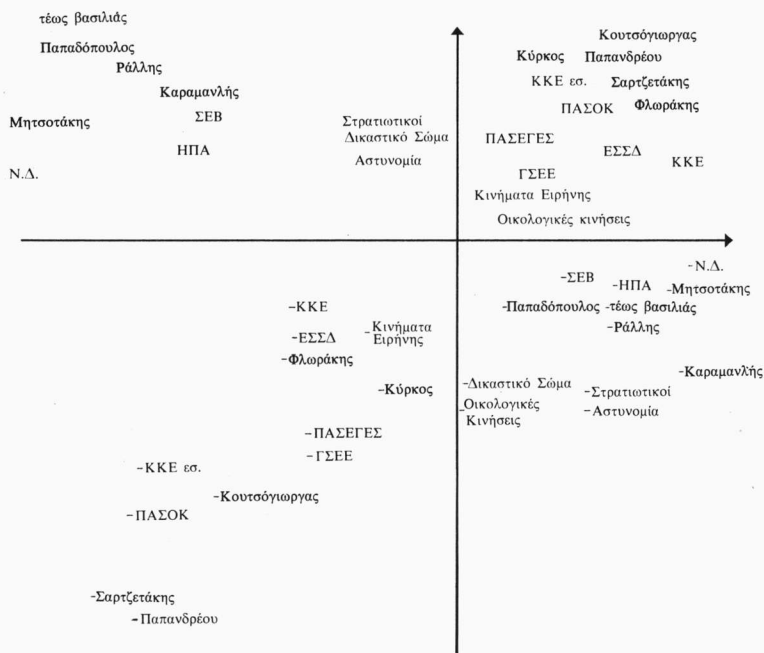 τέως βασιλιάς
Παπαδόπουλος
Ράλλης
Καραμανλής
Μητσοτάκης
ΣΕΒ
ΗΠΑ
Ν.Δ.
Στρατιωτικοί
Δικαστικό Σώμα
Αστυνομία
Κουτσόγιωργας
Κύρκος Παπανδρέου
ΚΚΕ εσ. Σαρτζετάκης
ΠΑΣΟΚ Φλωράκης
ΠΑΣΕΓΕΣ
ΕΣΣΔ
ΚΚΕ
ΓΣΕΕ
Κινήματα Ειρήνης
Οικολογικές κινήσεις
-Ν.Δ.
-ΣΕΒ
-ΗΠΑ -Μητσοτάκης
-Παπαδόπουλος -τέως βασιλιάς
-Ράλλης
-Καραμανλής
-Δικαστικό Σώμα
-Στρατιωτικοί
-Οικολογικές
Κινήσεις
-Αστυνομία
-ΚΚΕ
-ΕΣΣΔ
-Κινήματα
Ειρήνης
-Φλωράκης
-Κύρκος
-ΠΑΣΕΓΕΣ
-ΓΣΕΕ
-ΚΚΕ εσ.
-Κουτσόγιωργας
-ΠΑΣΟΚ
-Σαρτζετάκης
-Παπανδρέου